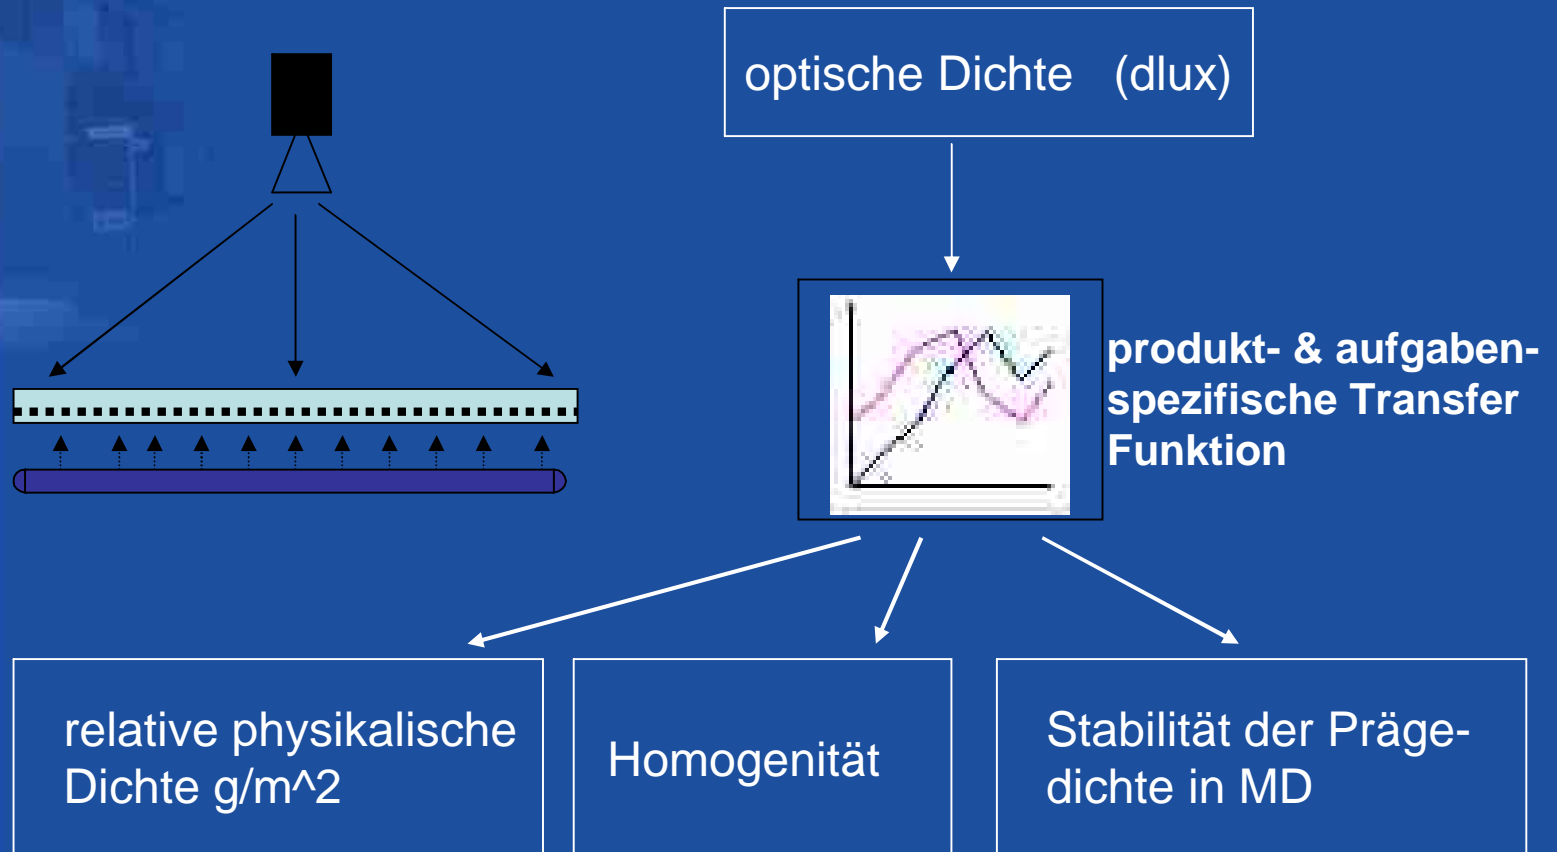 optische Dichte (dlux)
produkt- & aufgaben-
spezifische Transfer
Funktion
relative physikalische
Dichte g/m^2
Homogenität
Stabilität der Präge-
dichte in MD